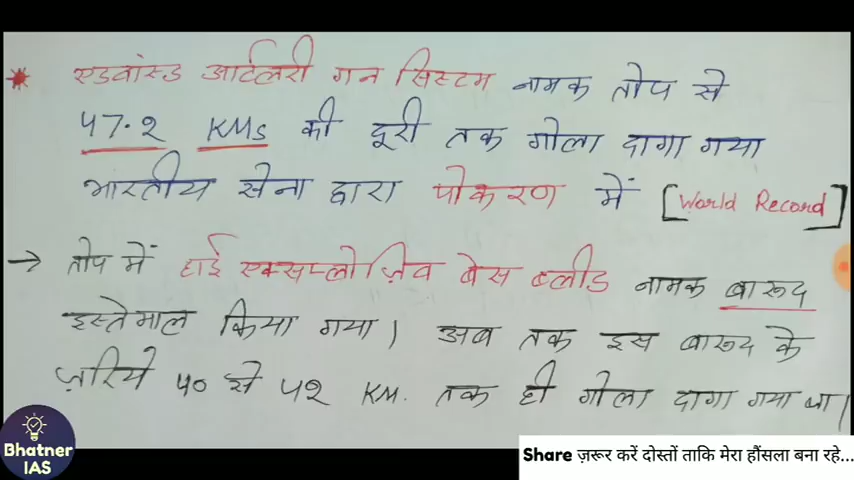 एडवांस्ड आर्टलरी गन सिस्टम नामक तोप से
47.2 KMs की दूरी तक गोला दागा गया
भारतीय सेना द्वारा पोकरण में [World Record]
→ तोप में हाई एक्सप्लोज़िव बेस ब्लीड नामक बारूद
इस्तेमाल किया गया। अब तक इस बारूद के
ज़रिये 40 से 42 KM. तक ही गोला दागा गया था।
Bhatner
IAS
Share ज़रूर करें दोस्तों ताकि मेरा हौंसला बना रहे...